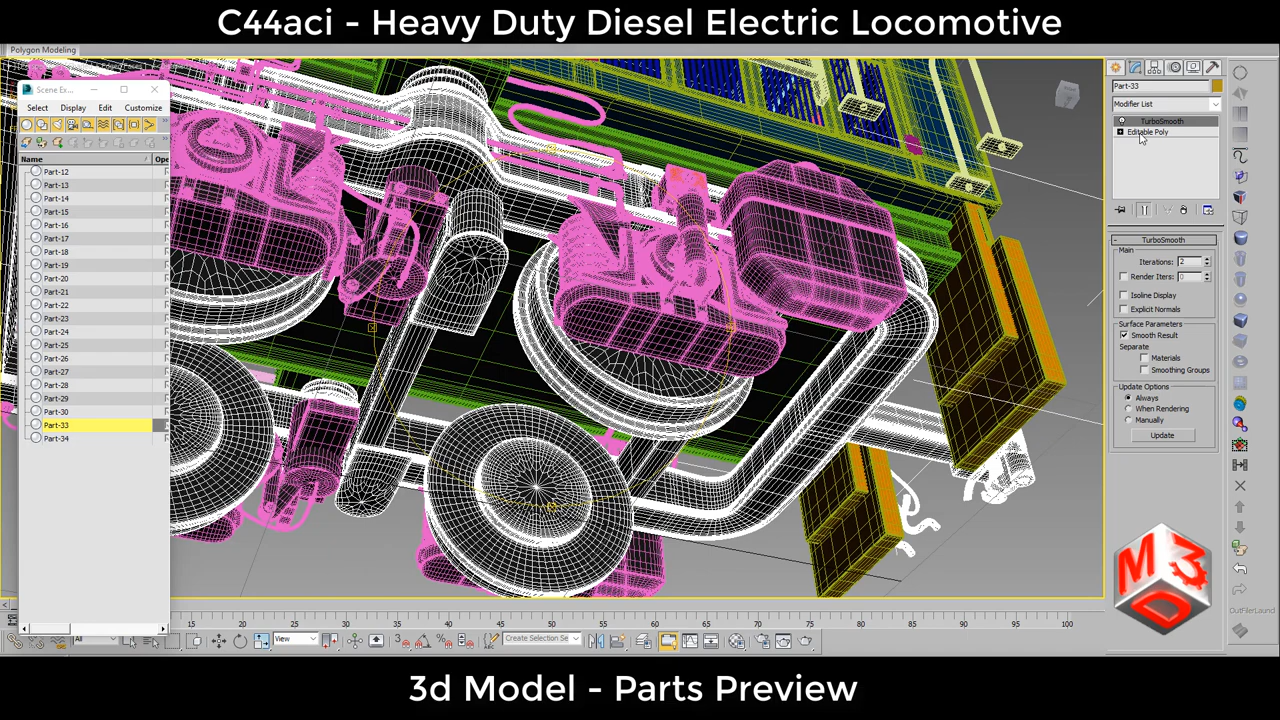 C44aci - Heavy Duty Diesel Electric Locomotive
Polygon Modeling
Scene Ex...
Select Display Edit Customize
Name
Part-12
Part-13
Part-14
Part-15
Part-16
Part-17
Part-18
Part-19
Part-20
Part-21
Part-22
Part-23
Part-24
Part-25
Part-26
Part-27
Part-28
Part-29
Part-30
Part-33
Part-34
Part-33
Modifier List
TurboSmooth
Editable Poly
TurboSmooth
Main
Iterations: 2
Render Iters: 0
Isoline Display
Explicit Normals
Surface Parameters
Smooth Result
Separate
Materials
Smoothing Groups
Update Options
Always
When Rendering
Manually
Update
M3D
15 20 25 30 35 40 45 50 55 60 65 70 75 80 85 90 95 100
All View Create Selection Se
3d Model - Parts Preview